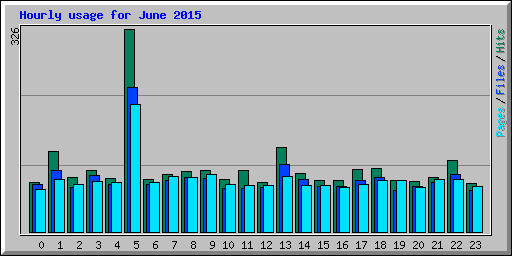 Hourly usage for June 2015
326
Pages / Files / Hits
0 1 2 3 4 5 6 7 8 9 10 11 12 13 14 15 16 17 18 19 20 21 22 23